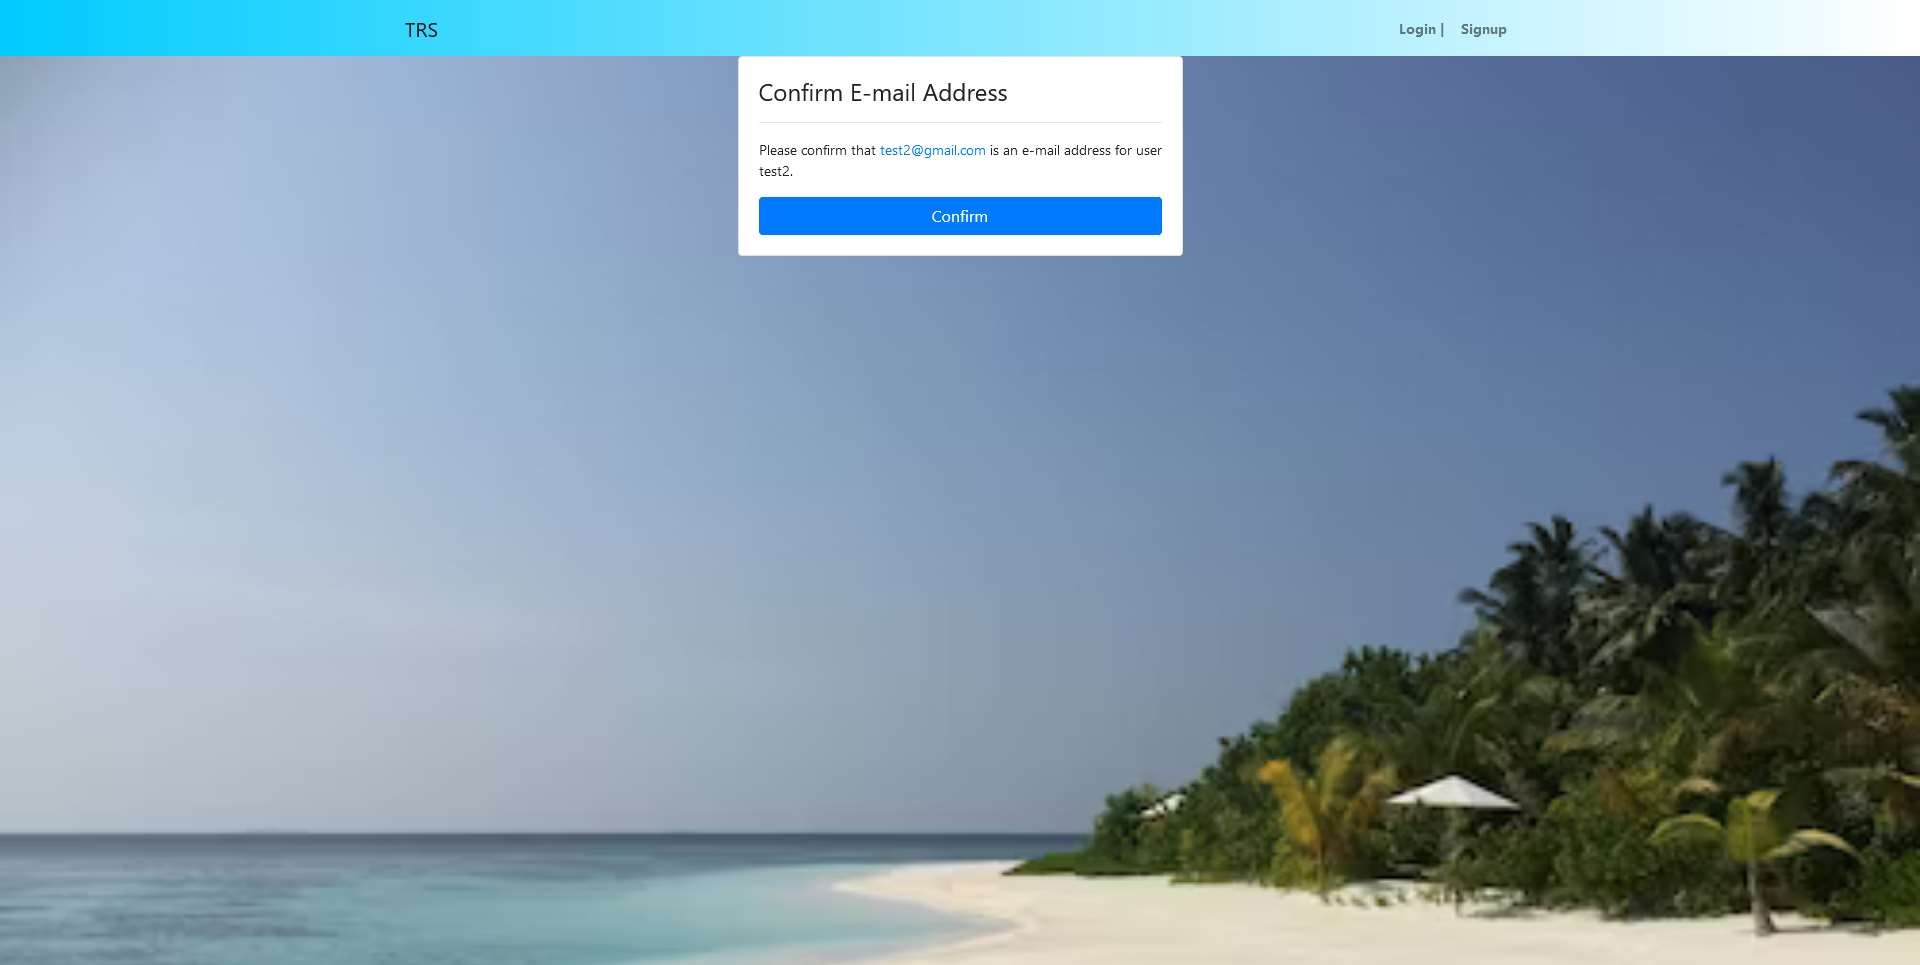 TRS
Login |
Signup
Confirm E-mail Address
Please confirm that test2@gmail.com is an e-mail address for user
test2.
Confirm